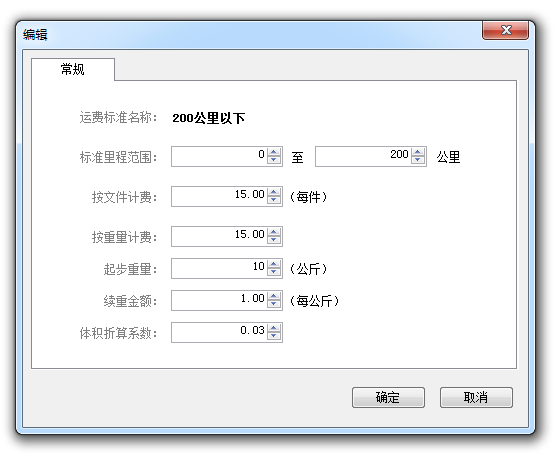 编辑
常规
运费标准名称： 200公里以下
标准里程范围： 0 至 200 公里
按文件计费： 15.00 (每件)
按重量计费： 15.00
起步重量： 10 (公斤)
续重金额： 1.00 (每公斤)
体积折算系数： 0.03
确定 取消